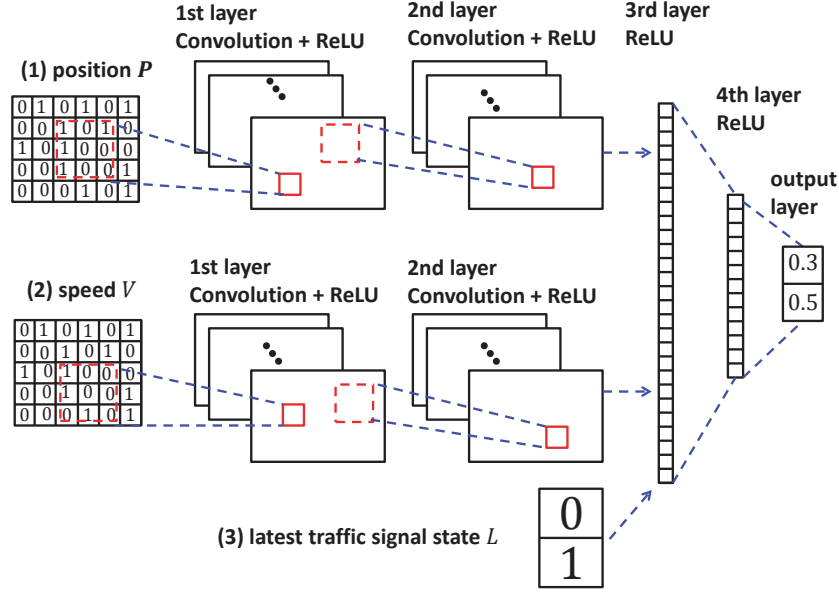 1st layer
Convolution + ReLU
2nd layer
Convolution + ReLU
3rd layer
ReLU
(1) position P
4th layer
ReLU
0 1 0 1 0 1
0 0 1 0 1 0
1 0 1 0 0 0
0 0 1 0 0 1
0 0 0 1 0 1
output
layer
0.3
0.5
1st layer
Convolution + ReLU
2nd layer
Convolution + ReLU
(2) speed V
0 1 0 1 0 1
0 0 1 0 1 0
1 0 1 0 0 0
0 0 1 0 0 1
0 0 0 1 0 1
(3) latest traffic signal state L
0
1